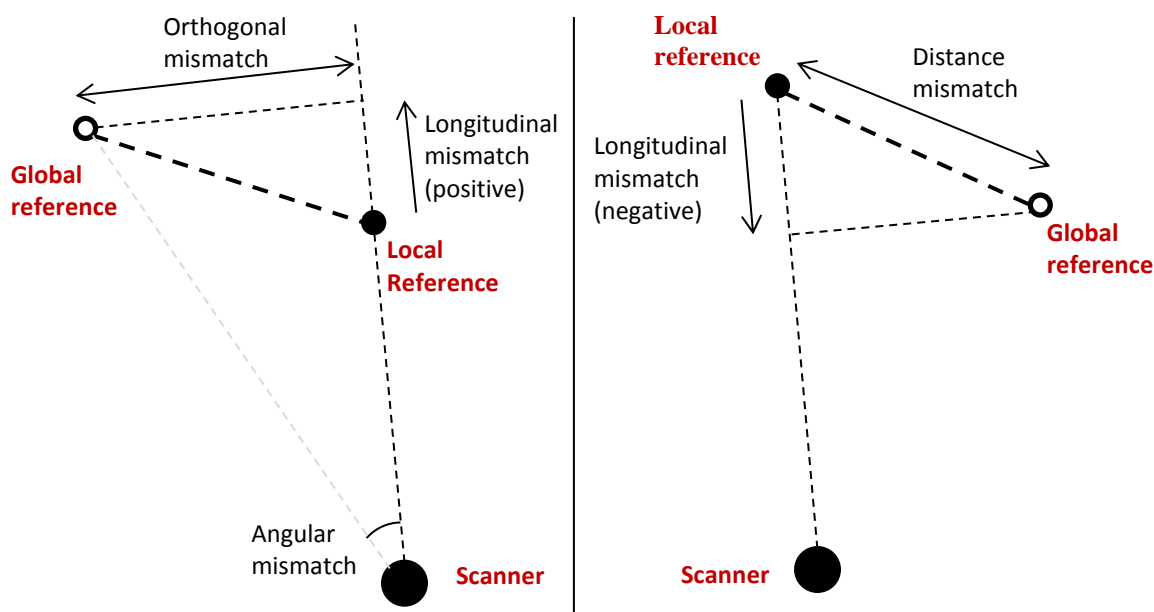 Orthogonal
mismatch
Global
reference
Longitudinal
mismatch
(positive)
Local
Reference
Angular
mismatch
Scanner
Local
reference
Distance
mismatch
Longitudinal
mismatch
(negative)
Global
reference
Scanner